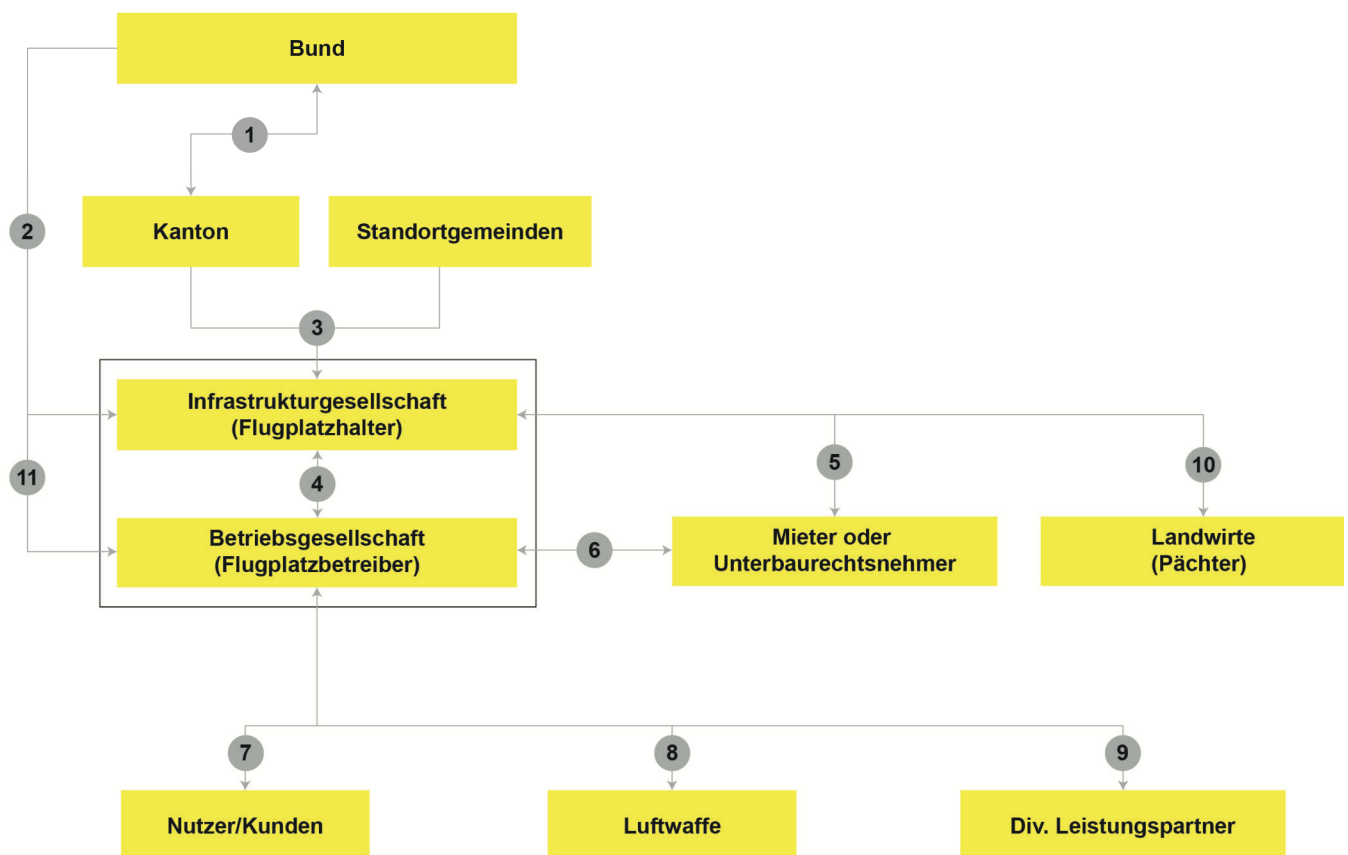 Bund
1
2
Kanton
Standortgemeinden
3
Infrastrukturgesellschaft
(Flugplatzhalter)
11
4
5
10
Betriebsgesellschaft
(Flugplatzbetreiber)
6
Mieter oder
Unterbaurechtsnehmer
Landwirte
(Pächter)
7
8
9
Nutzer/Kunden
Luftwaffe
Div. Leistungspartner